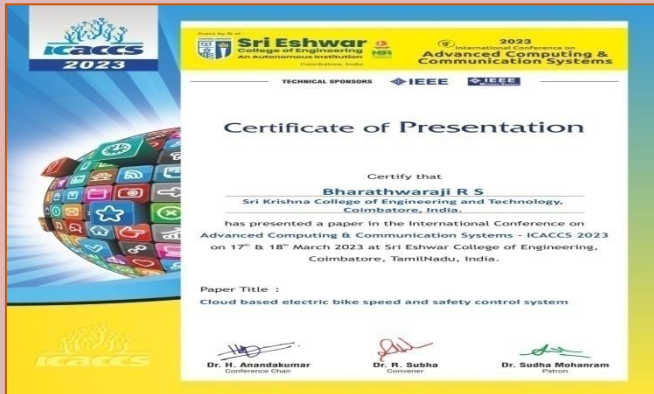 icaccs
2023
Event by N of :
Sri Eshwar
College of Engineering
An Autonomous Institution
Coimbatore, India
2023
International Conference on
Advanced Computing &
Communication Systems
TECHNICAL SPONSORS
IEEE
IEEE
Certificate of Presentation
Certify that
Bharathwaraji R S
Sri Krishna College of Engineering and Technology,
Coimbatore, India.
has presented a paper in the International Conference on
Advanced Computing & Communication Systems - ICACCS 2023
on 17th & 18th March 2023 at Sri Eshwar College of Engineering,
Coimbatore, TamilNadu, India.
Paper Title :
Cloud based electric bike speed and safety control system
Dr. H. Anandakumar
Conference Chair
Dr. R. Subha
Convener
Dr. Sudha Mohanram
Patron
icaccs